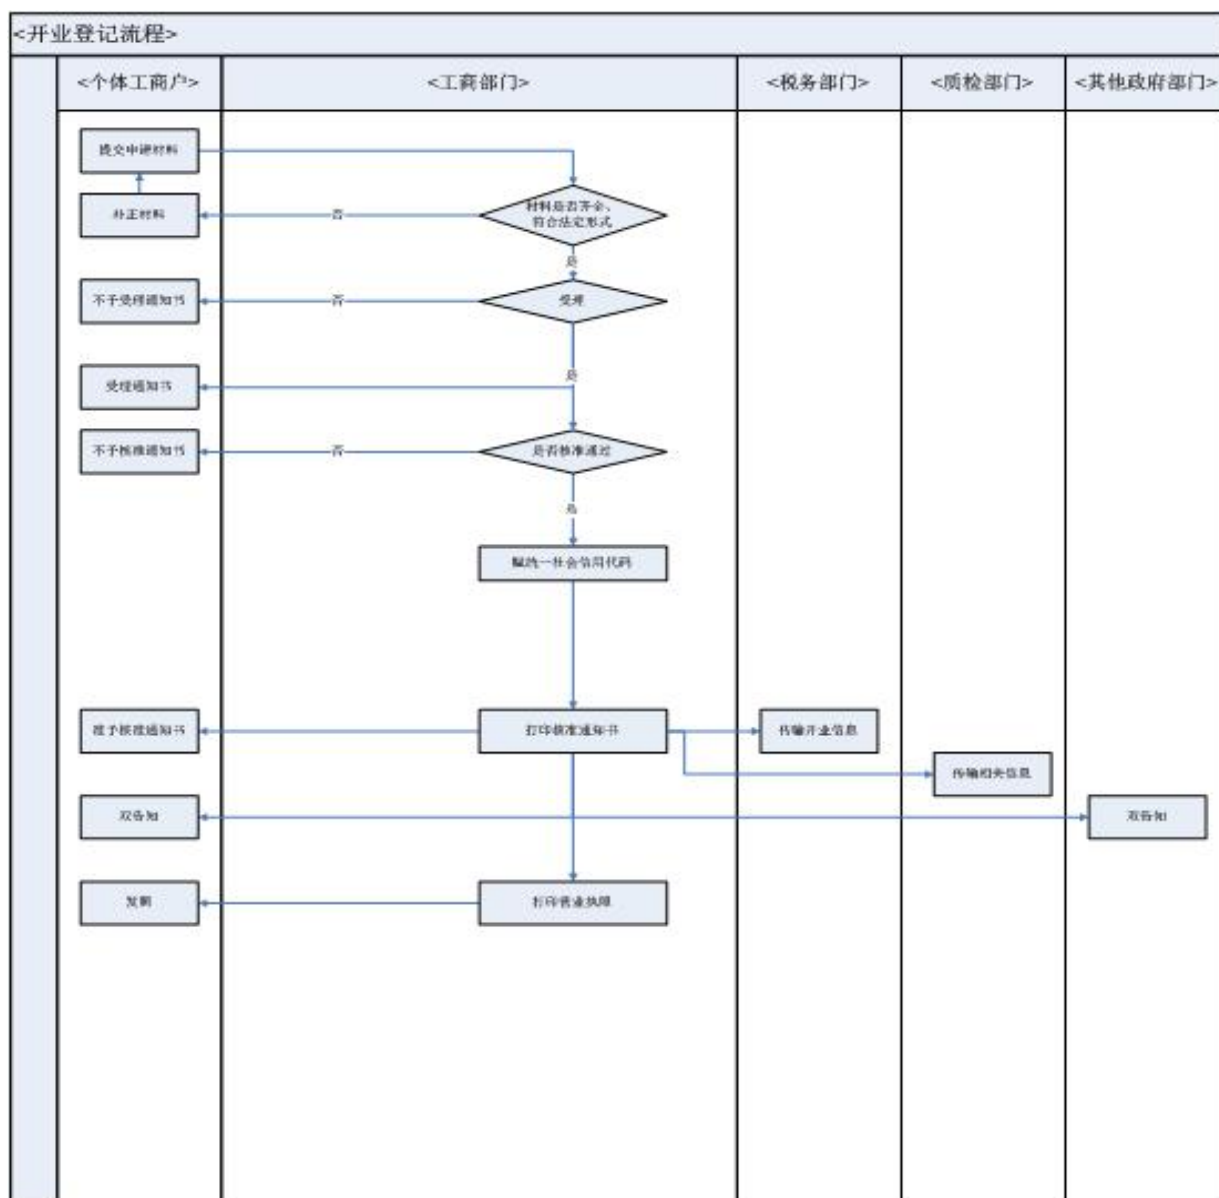 <开业登记流程>
<个体工商户>
<工商部门>
<税务部门>
<质检部门>
<其他政府部门>
提交申请材料
材料是否齐全、
符合法定形式
补正材料
否
是
不予受理通知书
否
受理
是
受理通知书
不予核准通知书
否
是否核准通过
是
赋统一社会信用代码
准予核准通知书
打印核准通知书
传输开业信息
传输相关信息
双告知
双告知
发照
打印营业执照